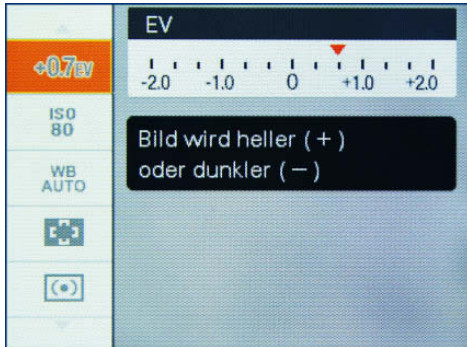 EV
+0.7EV
-2.0 -1.0 0 +1.0 +2.0
ISO
80
Bild wird heller (+)
oder dunkler (−)
WB
AUTO